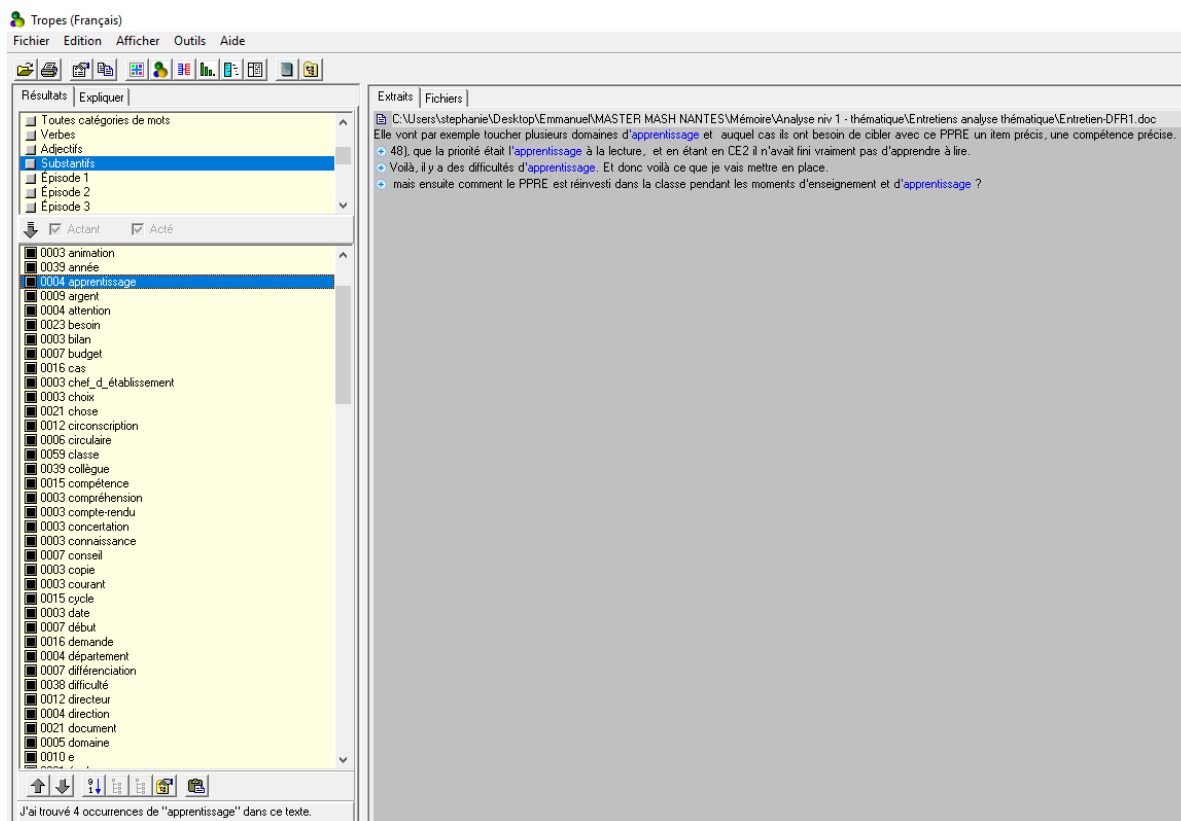 Tropes (Français)
Fichier Edition Afficher Outils Aide
Résultats Expliquer
Toutes catégories de mots
Verbes
Adjectifs
Substantifs
Épisode 1
Épisode 2
Épisode 3
Actant Acté
0003 animation
0039 année
0004 apprentissage
0009 argent
0004 attention
0023 besoin
0003 bilan
0007 budget
0016 cas
0003 chef_d_établissement
0003 choix
0021 chose
0012 circonscription
0006 circulaire
0059 classe
0039 collègue
0015 compétence
0003 compréhension
0003 compte-rendu
0003 concertation
0003 connaissance
0007 conseil
0003 copie
0003 courant
0015 cycle
0003 date
0007 début
0016 demande
0004 département
0007 différenciation
0038 difficulté
0012 directeur
0004 direction
0021 document
0005 domaine
0010 e
J'ai trouvé 4 occurrences de "apprentissage" dans ce texte.
Extraits Fichiers
C:\Users\stephanie\Desktop\Emmanuel\MASTER MASH NANTES\Mémoire\Analyse niv 1 - thématique\Entretiens analyse thématique\Entretien-DFR1.doc
Elle vont par exemple toucher plusieurs domaines d'apprentissage et auquel cas ils ont besoin de cibler avec ce PPRE un item précis, une compétence précise.
48), que la priorité était l'apprentissage à la lecture, et en étant en CE2 il n'avait fini vraiment pas d'apprendre à lire.
Voilà, il y a des difficultés d'apprentissage. Et donc voilà ce que je vais mettre en place.
mais ensuite comment le PPRE est réinvesti dans la classe pendant les moments d'enseignement et d'apprentissage ?